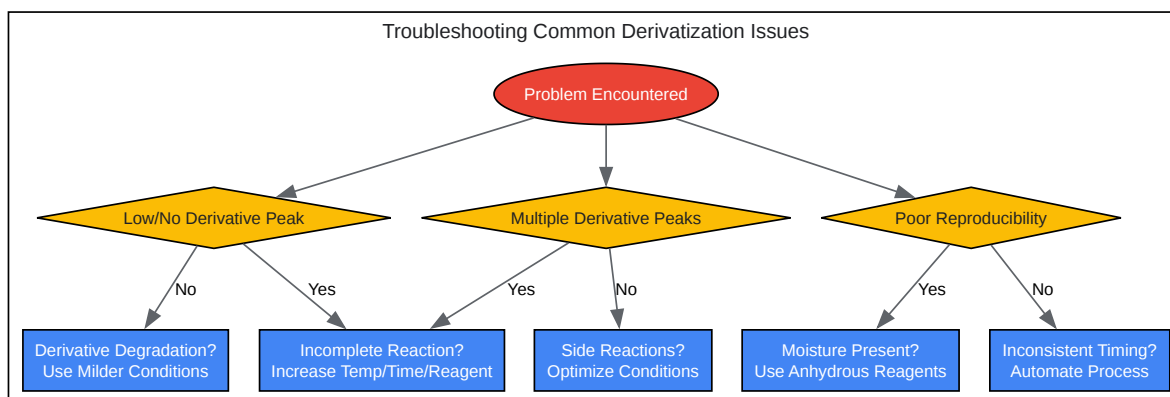 Troubleshooting Common Derivatization Issues
Problem Encountered
Low/No Derivative Peak
Multiple Derivative Peaks
Poor Reproducibility
No
Yes
Yes
No
Yes
No
Derivative Degradation?
Use Milder Conditions
Incomplete Reaction?
Increase Temp/Time/Reagent
Side Reactions?
Optimize Conditions
Moisture Present?
Use Anhydrous Reagents
Inconsistent Timing?
Automate Process